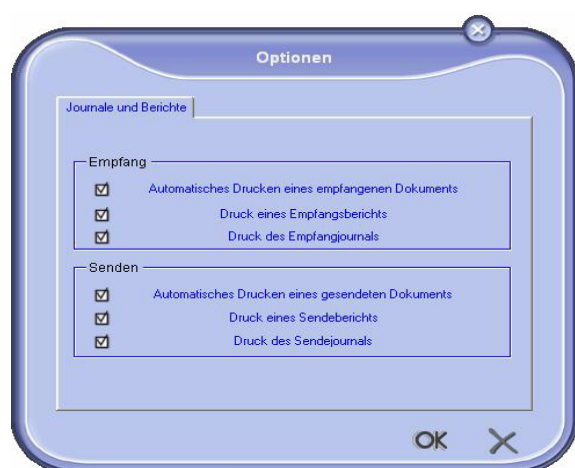 Optionen
Journale und Berichte
Empfang
Automatisches Drucken eines empfangenen Dokuments
Druck eines Empfangsberichts
Druck des Empfangjournals
Senden
Automatisches Drucken eines gesendeten Dokuments
Druck eines Sendeberichts
Druck des Sendejournals
OK